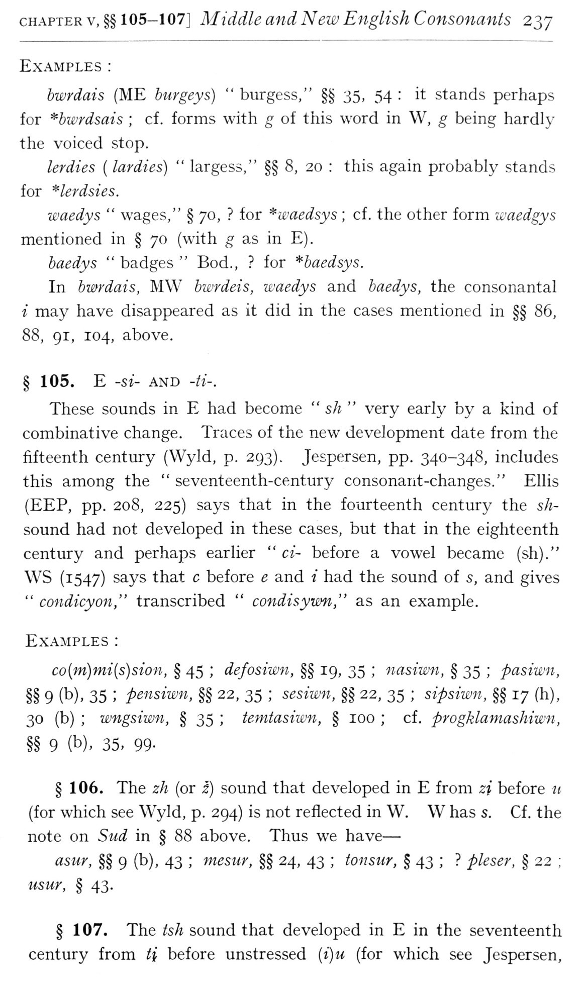 CHAPTER V, §§ 105–107] Middle and New English Consonants 237
EXAMPLES :
bwrdais (ME burgeys) “ burgess,” §§ 35, 54 : it stands perhaps
for *bwrdsais ; cf. forms with g of this word in W, g being hardly
the voiced stop.
lerdies ( lardies) “ largess,” §§ 8, 20 : this again probably stands
for *lerdsies.
waedys “ wages,” § 70, ? for *waedsys ; cf. the other form waedgys
mentioned in § 70 (with g as in E).
baedys “ badges ” Bod., ? for *baedsys.
In bwrdais, MW bwrdeis, waedys and baedys, the consonantal
i may have disappeared as it did in the cases mentioned in §§ 86,
88, 91, 104, above.
§ 105. E -si- AND -ti-.
These sounds in E had become “ sh ” very early by a kind of
combinative change. Traces of the new development date from the
fifteenth century (Wyld, p. 293). Jespersen, pp. 340–348, includes
this among the “ seventeenth-century consonant-changes.” Ellis
(EEP, pp. 208, 225) says that in the fourteenth century the sh-
sound had not developed in these cases, but that in the eighteenth
century and perhaps earlier “ ci- before a vowel became (sh).”
WS (1547) says that c before e and i had the sound of s, and gives
“ condicyon,” transcribed “ condisywn,” as an example.
EXAMPLES :
co(m)mi(s)sion, § 45 ; defosiwn, §§ 19, 35 ; nasiwn, § 35 ; pasiwn,
§§ 9 (b), 35 ; pensiwn, §§ 22, 35 ; sesiwn, §§ 22, 35 ; sipsiwn, §§ 17 (h),
30 (b) ; wngsiwn, § 35 ; temtasiwn, § 100 ; cf. progklamashiwn,
§§ 9 (b), 35, 99.
§ 106. The zh (or ž) sound that developed in E from zi̯ before u
(for which see Wyld, p. 294) is not reflected in W. W has s. Cf. the
note on Sud in § 88 above. Thus we have—
asur, §§ 9 (b), 43 ; mesur, §§ 24, 43 ; tonsur, § 43 ; ? pleser, § 22 ;
usur, § 43.
§ 107. The tsh sound that developed in E in the seventeenth
century from ti̯ before unstressed (i)u (for which see Jespersen,